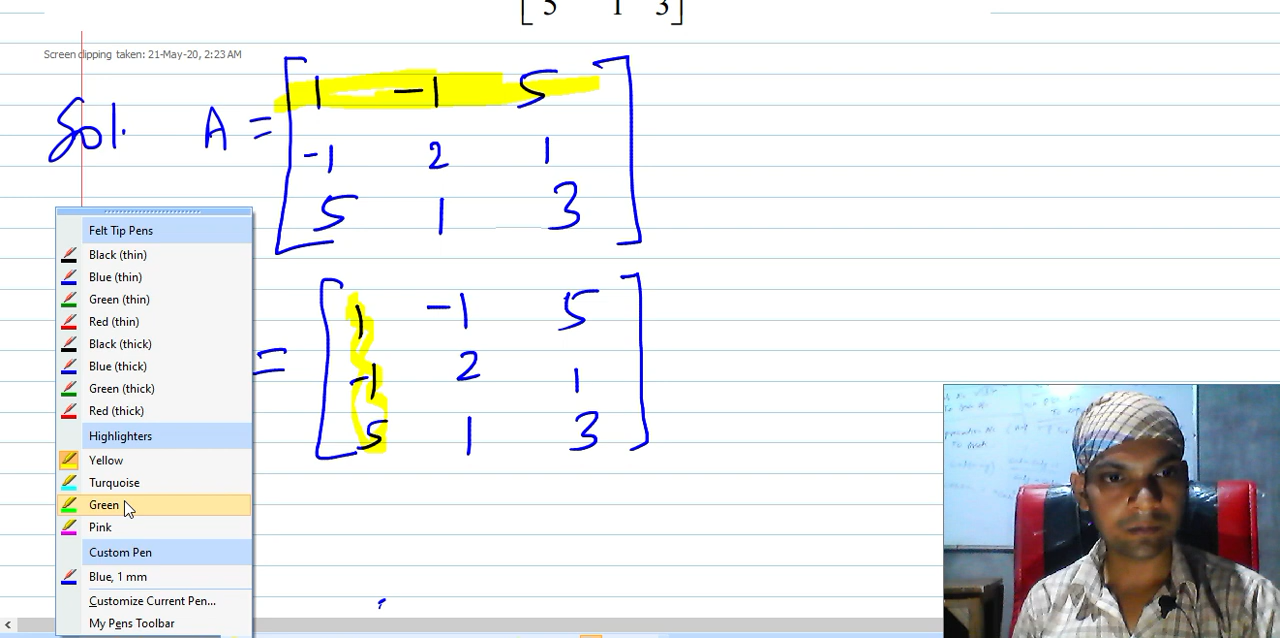 5 1 3
Screen clipping taken: 21-May-20, 2:23 AM
Sol. A = 1 -1 5
-1 2 1
5 1 3
= 1 -1 5
-1 2 1
5 1 3
Felt Tip Pens
Black (thin)
Blue (thin)
Green (thin)
Red (thin)
Black (thick)
Blue (thick)
Green (thick)
Red (thick)
Highlighters
Yellow
Turquoise
Green
Pink
Custom Pen
Blue, 1 mm
Customize Current Pen...
My Pens Toolbar